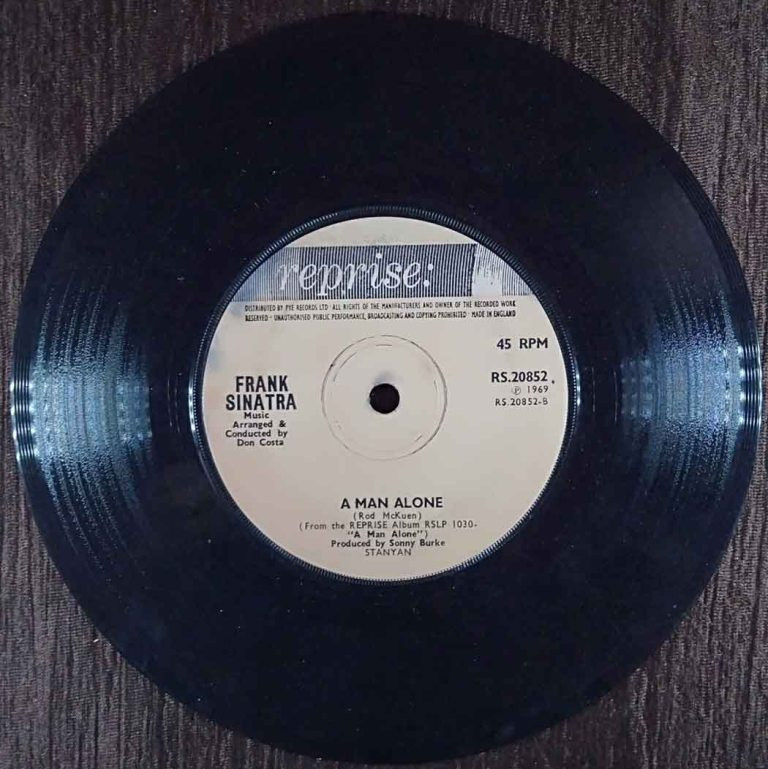 reprise:
DISTRIBUTED BY PYE RECORDS LTD · ALL RIGHTS OF THE MANUFACTURERS AND OWNER OF THE RECORDED WORK
RESERVED - UNAUTHORISED PUBLIC PERFORMANCE, BROADCASTING AND COPYING PROHIBITED · MADE IN ENGLAND
45 RPM
RS.20852
℗ 1969
RS.20852-B
FRANK
SINATRA
Music
Arranged &
Conducted by
Don Costa
A MAN ALONE
(Rod McKuen)
(From the REPRISE Album RSLP 1030-
"A Man Alone")
Produced by Sonny Burke
STANYAN